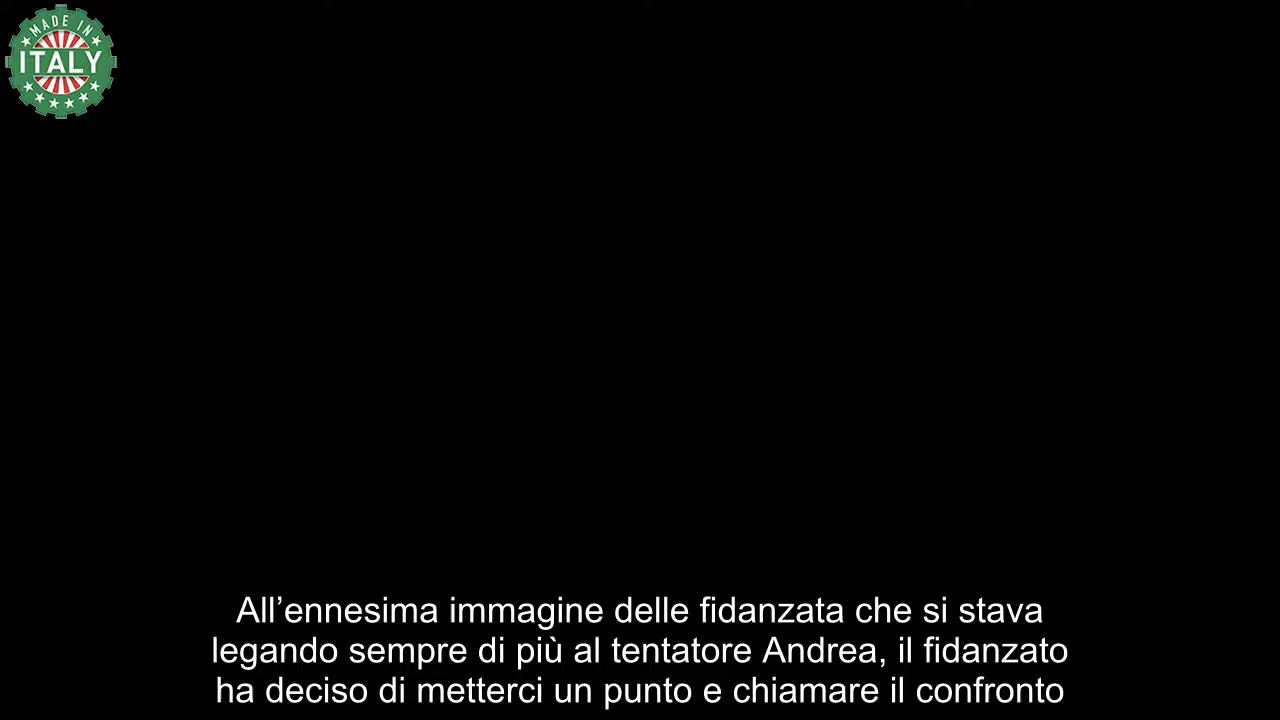 MADE IN
ITALY
All’ennesima immagine delle fidanzata che si stava
legando sempre di più al tentatore Andrea, il fidanzato
ha deciso di metterci un punto e chiamare il confronto